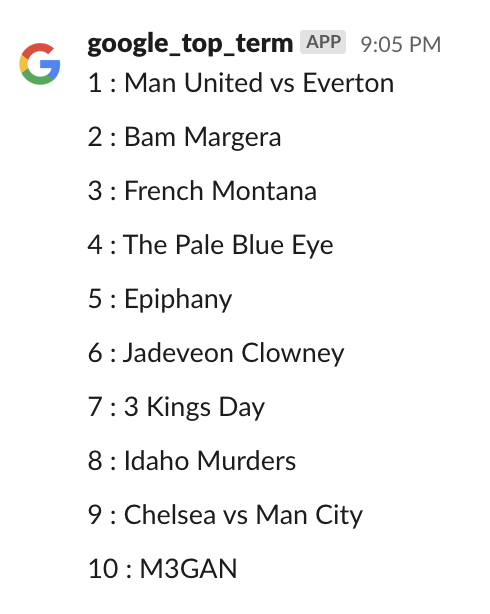 google_top_term APP 9:05 PM
1 : Man United vs Everton
2 : Bam Margera
3 : French Montana
4 : The Pale Blue Eye
5 : Epiphany
6 : Jadeveon Clowney
7 : 3 Kings Day
8 : Idaho Murders
9 : Chelsea vs Man City
10 : M3GAN